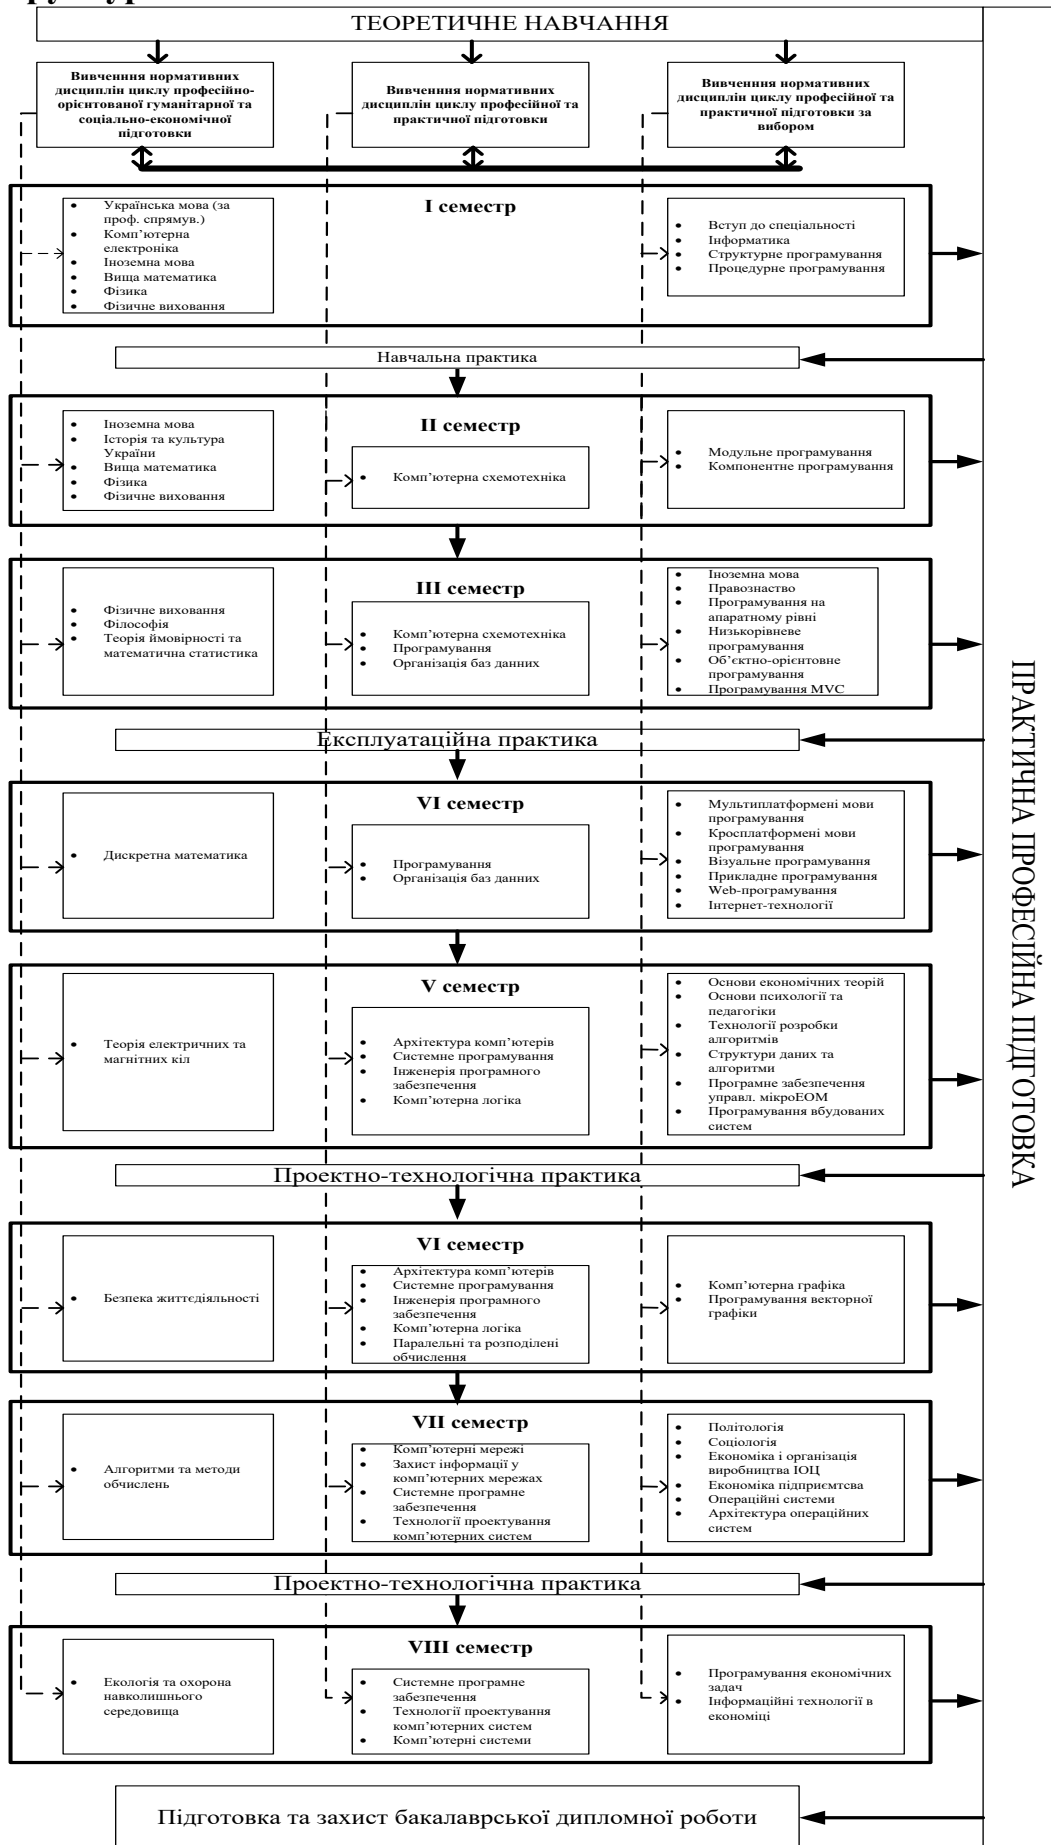 ТЕОРЕТИЧНЕ НАВЧАННЯ
Вивченння нормативних
дисциплін циклу професійно-
орієнтованої гуманітарної та
соціально-економічної
підготовки
Вивченння нормативних
дисциплін циклу професійної та
практичної підготовки
Вивченння нормативних
дисциплін циклу професійної та
практичної підготовки за
вибором
I семестр
• Українська мова (за
проф. спрямув.)
• Комп’ютерна
електроніка
• Іноземна мова
• Вища математика
• Фізика
• Фізичне виховання
• Вступ до спеціальності
• Інформатика
• Структурне програмування
• Процедурне програмування
Навчальна практика
II семестр
• Іноземна мова
• Історія та культура
України
• Вища математика
• Фізика
• Фізичне виховання
• Комп’ютерна схемотехніка
• Модульне програмування
• Компонентне програмування
III семестр
• Фізичне виховання
• Філософія
• Теорія ймовірності та
математична статистика
• Комп’ютерна схемотехніка
• Програмування
• Організація баз данних
• Іноземна мова
• Правознаство
• Програмування на
апаратному рівні
• Низькорівневе
програмування
• Об’єктно-орієнтовне
програмування
• Програмування MVC
Експлуатаційна практика
VI семестр
• Дискретна математика
• Програмування
• Організація баз данних
• Мультиплатформені мови
програмування
• Кросплатформені мови
програмування
• Візуальне програмування
• Прикладне програмування
• Web-програмування
• Інтернет-технології
V семестр
• Теорія електричних та
магнітних кіл
• Архітектура комп’ютерів
• Системне програмування
• Інженерія програмного
забезпечення
• Комп’ютерна логіка
• Основи економічних теорій
• Основи психології та
педагогіки
• Технології розробки
алгоритмів
• Структури даних та
алгоритми
• Програмне забезпечення
управл. мікроЕОМ
• Програмування вбудованих
систем
Проектно-технологічна практика
VI семестр
• Безпека життєдіяльності
• Архітектура комп’ютерів
• Системне програмування
• Інженерія програмного
забезпечення
• Комп’ютерна логіка
• Паралельні та розподілені
обчислення
• Комп’ютерна графіка
• Програмування векторної
графіки
VII семестр
• Алгоритми та методи
обчислень
• Комп’ютерні мережі
• Захист інформації у
комп’ютерних мережах
• Системне програмне
забезпечення
• Технології проектування
комп’ютерних систем
• Політологія
• Соціологія
• Економіка і організація
виробництва ІОЦ
• Економіка підприємтсва
• Операційні системи
• Архітектура операційних
систем
Проектно-технологічна практика
VIII семестр
• Екологія та охорона
навколишнього
середовища
• Системне програмне
забезпечення
• Технології проектування
комп’ютерних систем
• Комп’ютерні системи
• Програмування економічних
задач
• Інформаційні технології в
економіці
Підготовка та захист бакалаврської дипломної роботи
ПРАКТИЧНА ПРОФЕСІЙНА ПІДГОТОВКА